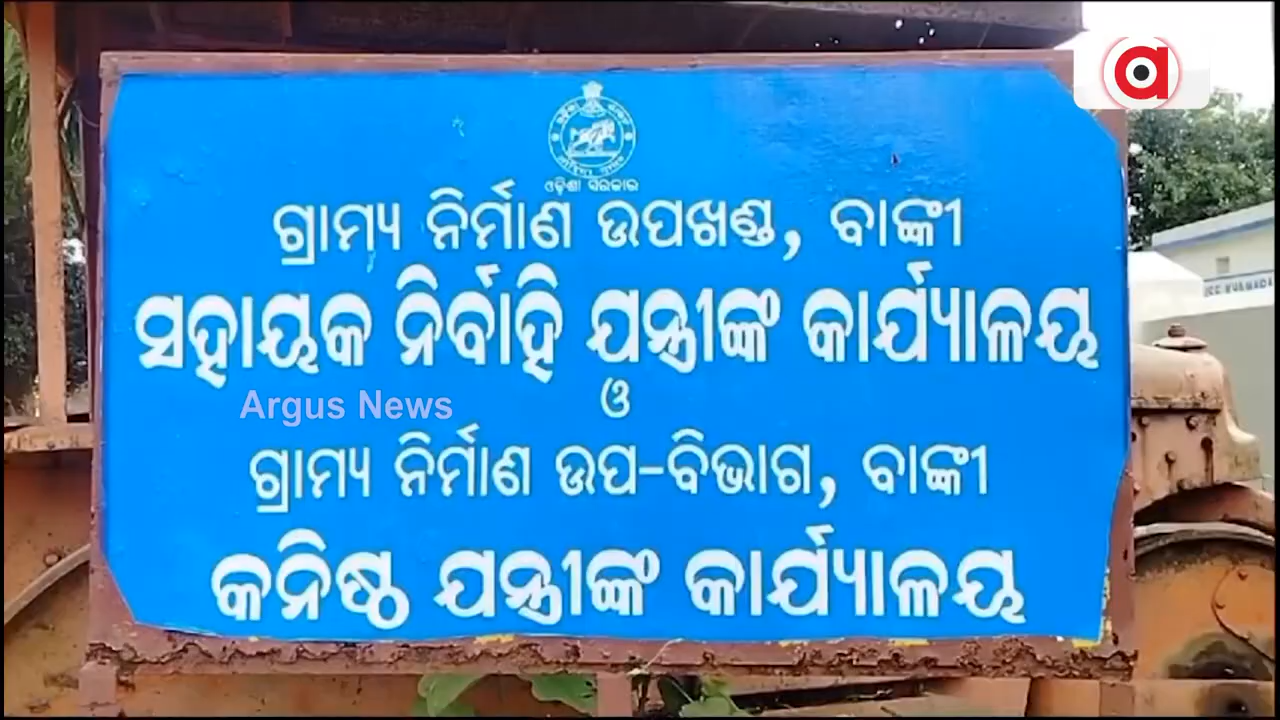 ଓଡ଼ିଶା ସରକାର
ଗ୍ରାମ୍ୟ ନିର୍ମାଣ ଉପଖଣ୍ଡ, ବାଙ୍କୀ
ସହାୟକ ନିର୍ବାହି ଯନ୍ତ୍ରୀଙ୍କ କାର୍ଯ୍ୟାଳୟ
Argus News
ଓ
ଗ୍ରାମ୍ୟ ନିର୍ମାଣ ଉପ-ବିଭାଗ, ବାଙ୍କୀ
କନିଷ୍ଠ ଯନ୍ତ୍ରୀଙ୍କ କାର୍ଯ୍ୟାଳୟ